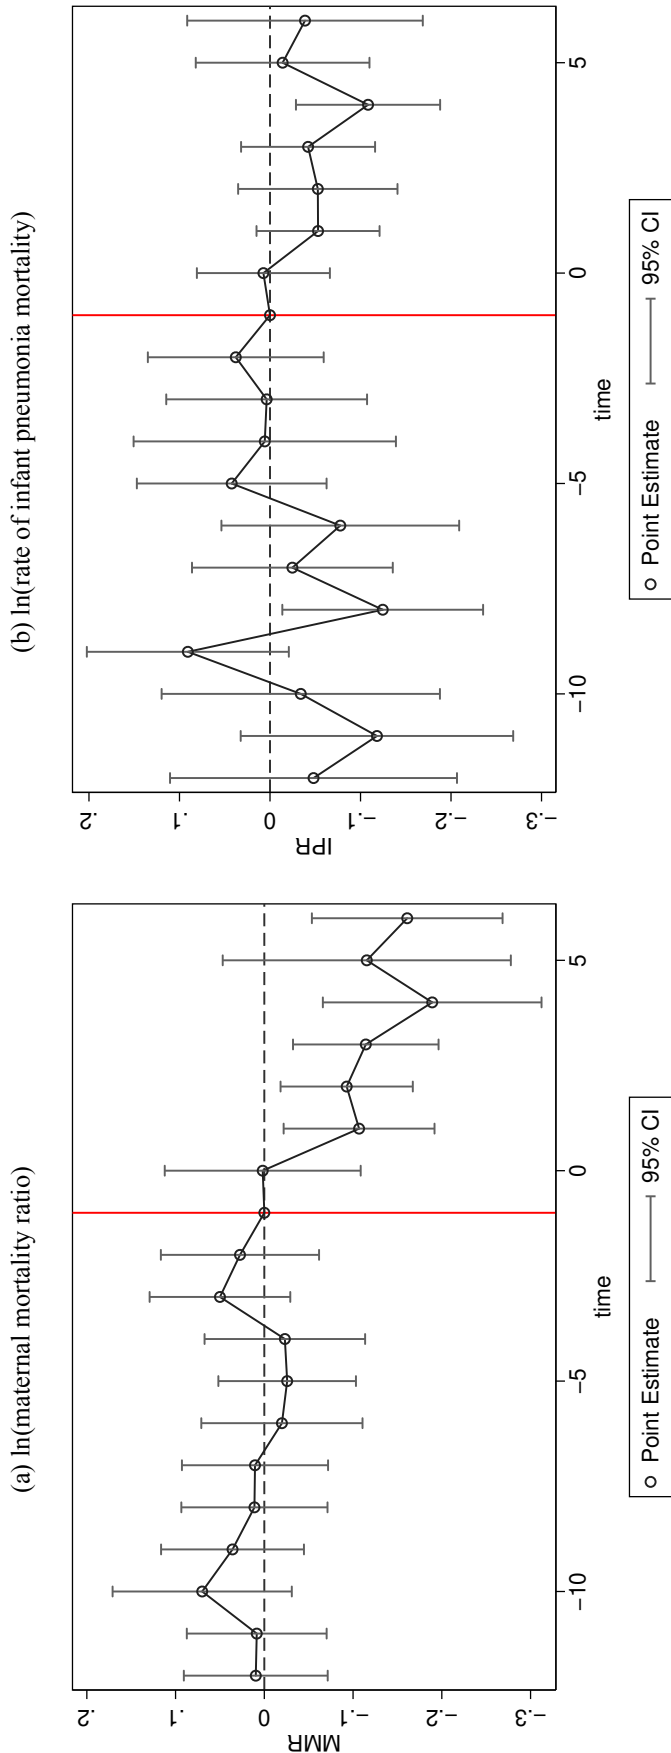 (a) ln(maternal mortality ratio)
MMR
.2
.1
0
-.1
-.2
-.3
-10
-5
0
5
time
Point Estimate
95% CI
(b) ln(rate of infant pneumonia mortality)
IPR
.2
.1
0
-.1
-.2
-.3
-10
-5
0
5
time
Point Estimate
95% CI